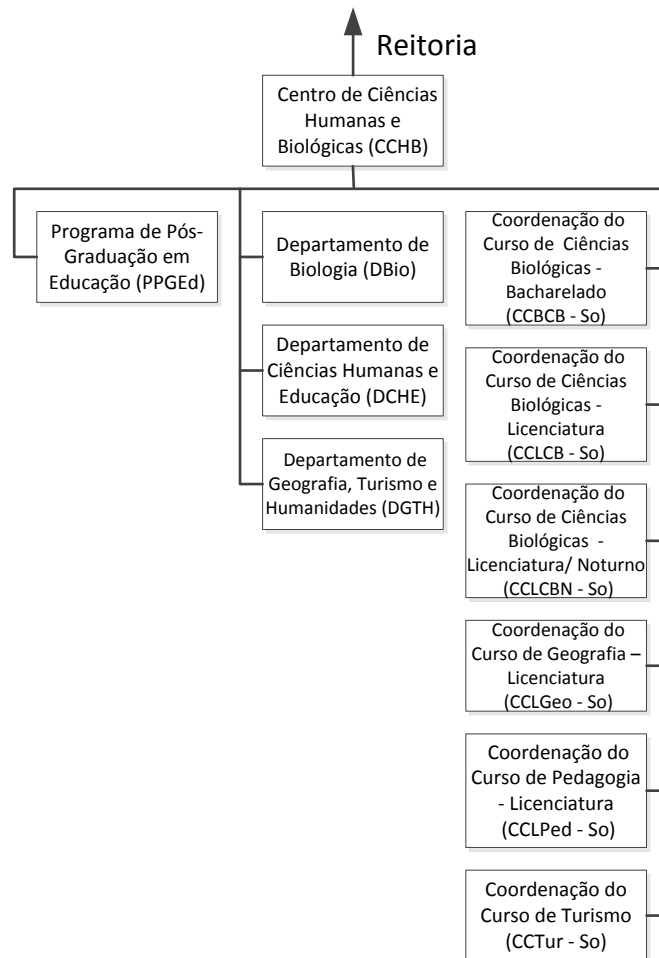 Reitoria
Centro de Ciências
Humanas e
Biológicas (CCHB)
Programa de Pós-
Graduação em
Educação (PPGEd)
Departamento de
Biologia (DBio)
Departamento de
Ciências Humanas e
Educação (DCHE)
Departamento de
Geografia, Turismo e
Humanidades (DGTH)
Coordenação do
Curso de Ciências
Biológicas -
Bacharelado
(CCBCB - So)
Coordenação do
Curso de Ciências
Biológicas -
Licenciatura
(CCLCB - So)
Coordenação do
Curso de Ciências
Biológicas -
Licenciatura/ Noturno
(CCLCBN - So)
Coordenação do
Curso de Geografia –
Licenciatura
(CCLGeo - So)
Coordenação do
Curso de Pedagogia
- Licenciatura
(CCLPed - So)
Coordenação do
Curso de Turismo
(CCTur - So)